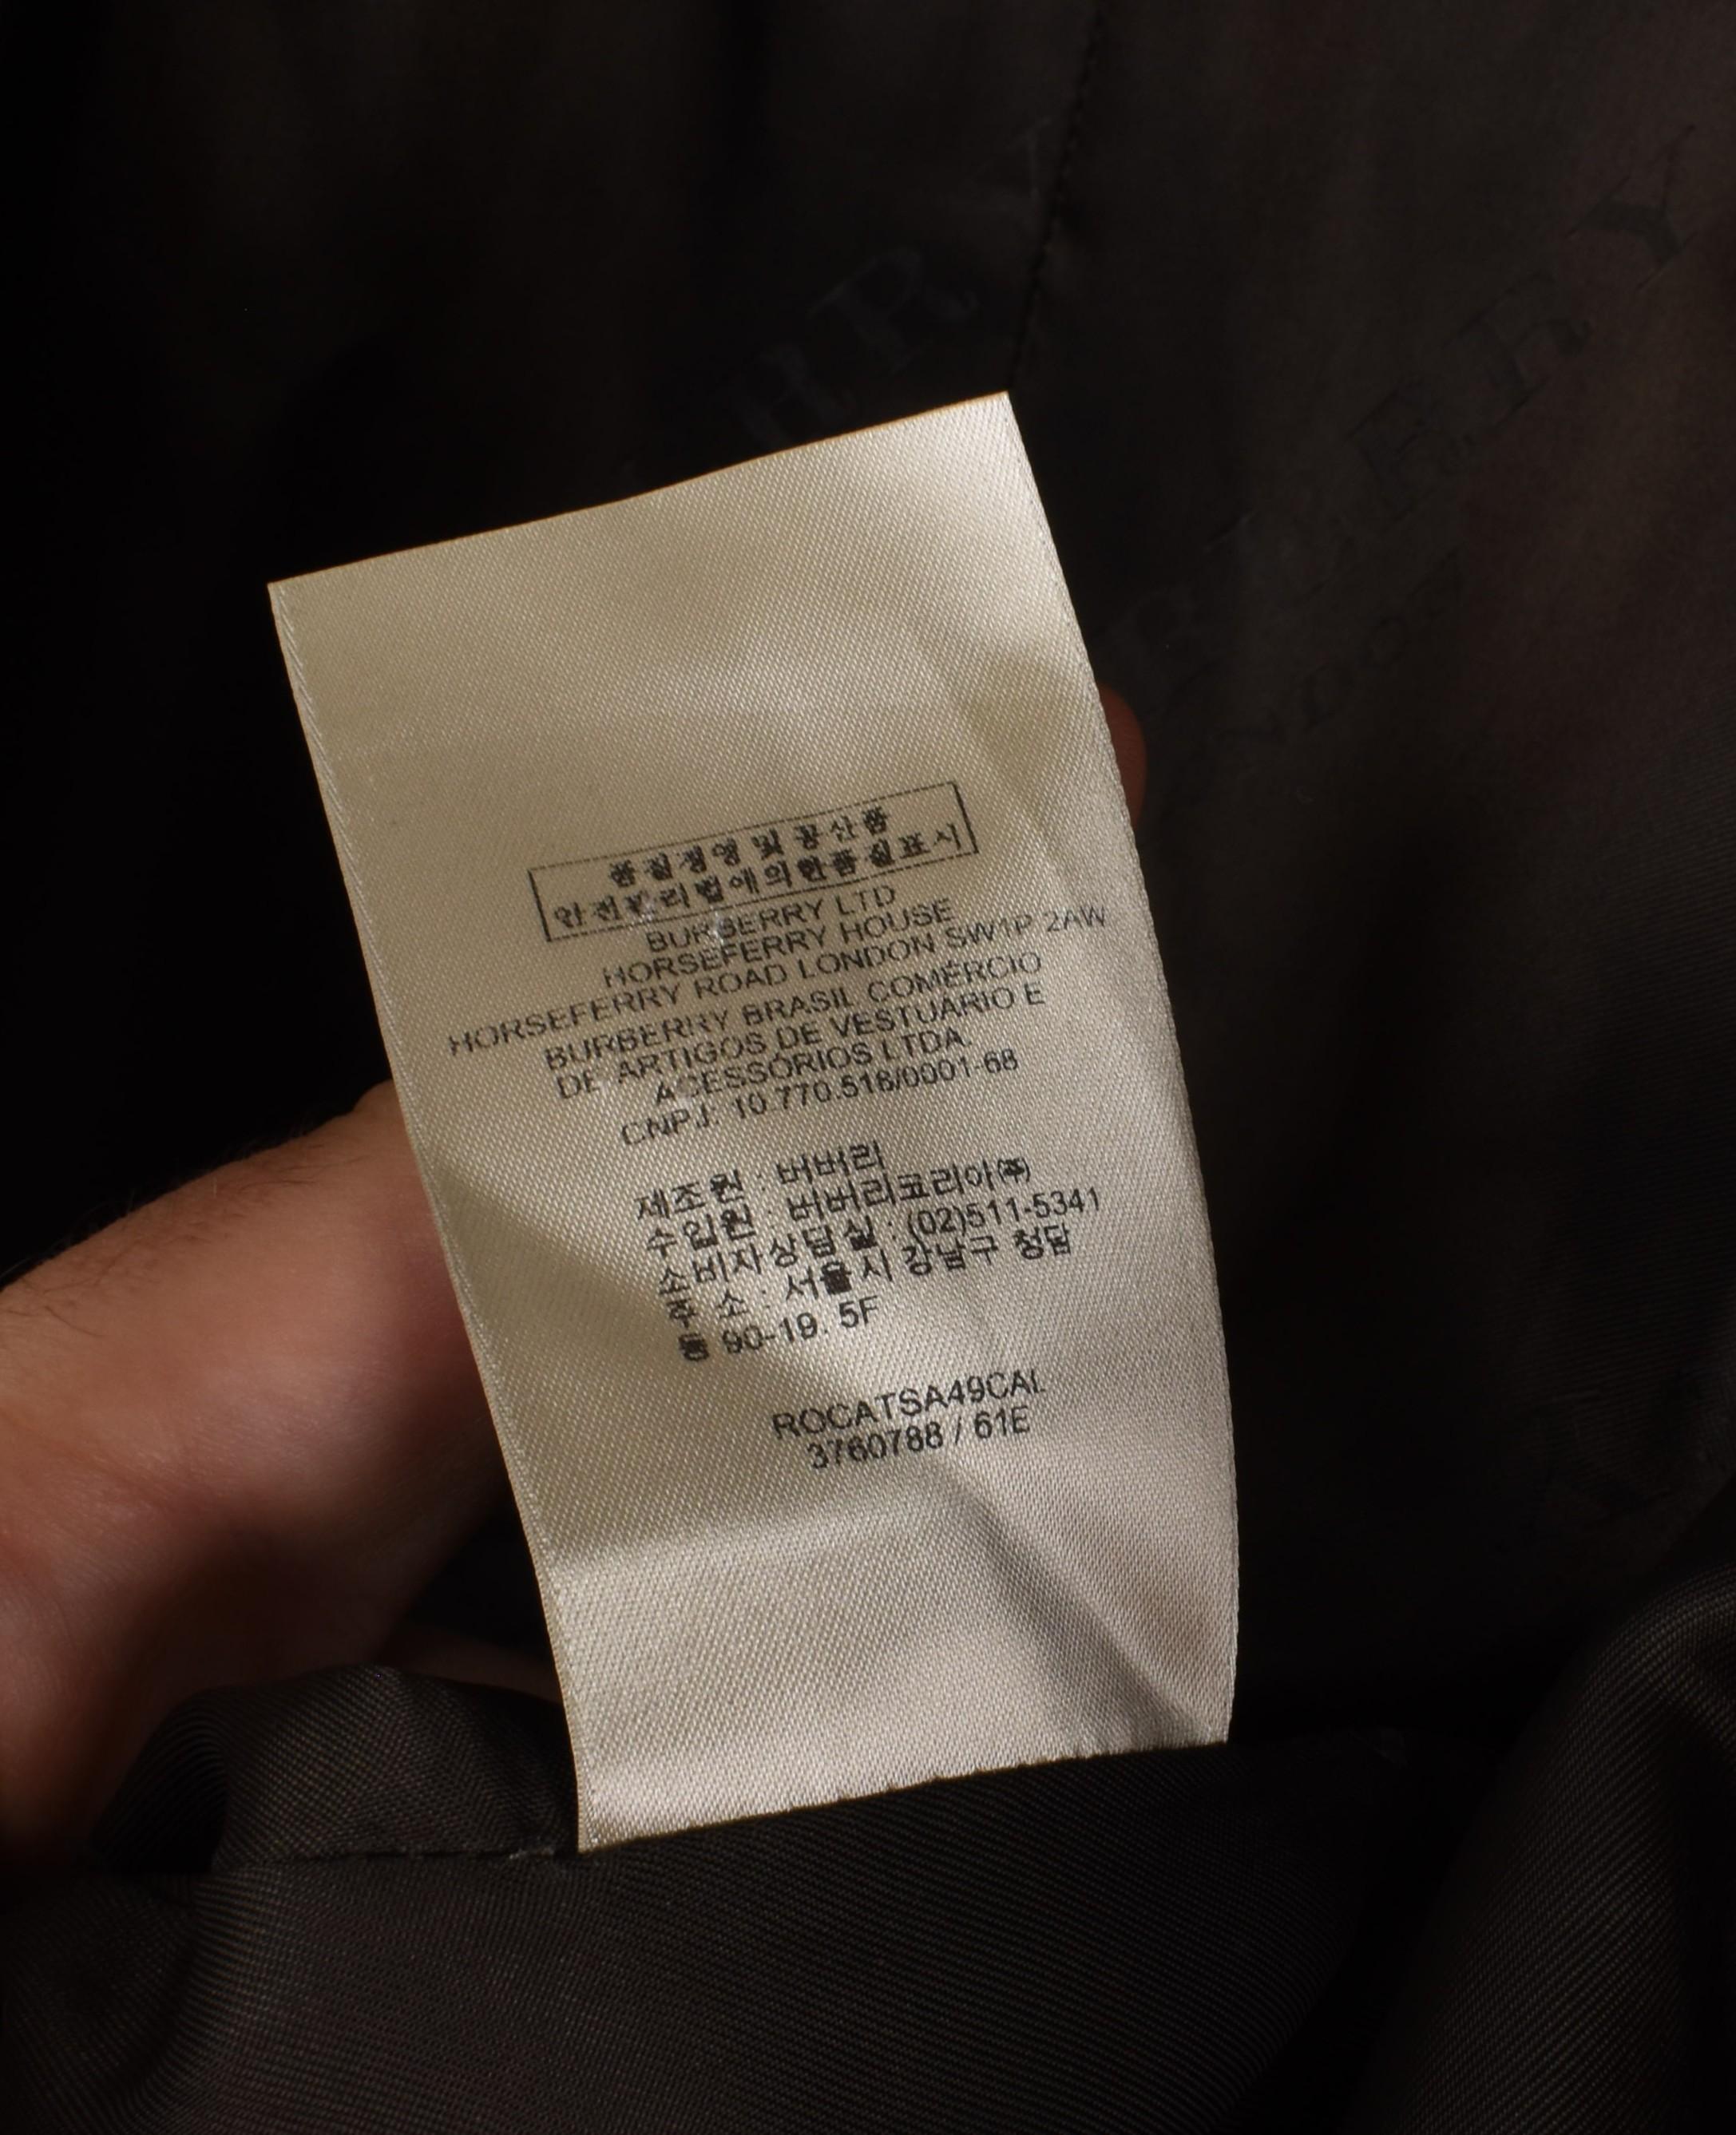 품질경영 및 공산품
안전관리법에의한품질표시
BURBERRY LTD
HORSEFERRY HOUSE
HORSEFERRY ROAD LONDON SW1P 2AW
BURBERRY BRASIL COMÉRCIO
DE ARTIGOS DE VESTUÁRIO E
ACESSÓRIOS LTDA.
CNPJ: 10.770.516/0001-68
제조원 : 버버리
수입원 : 버버리코리아(주)
소비자상담실 : (02)511-5341
주 소 : 서울시 강남구 청담
동 90-19. 5F
ROCATSA49CAL
3760788 / 61E